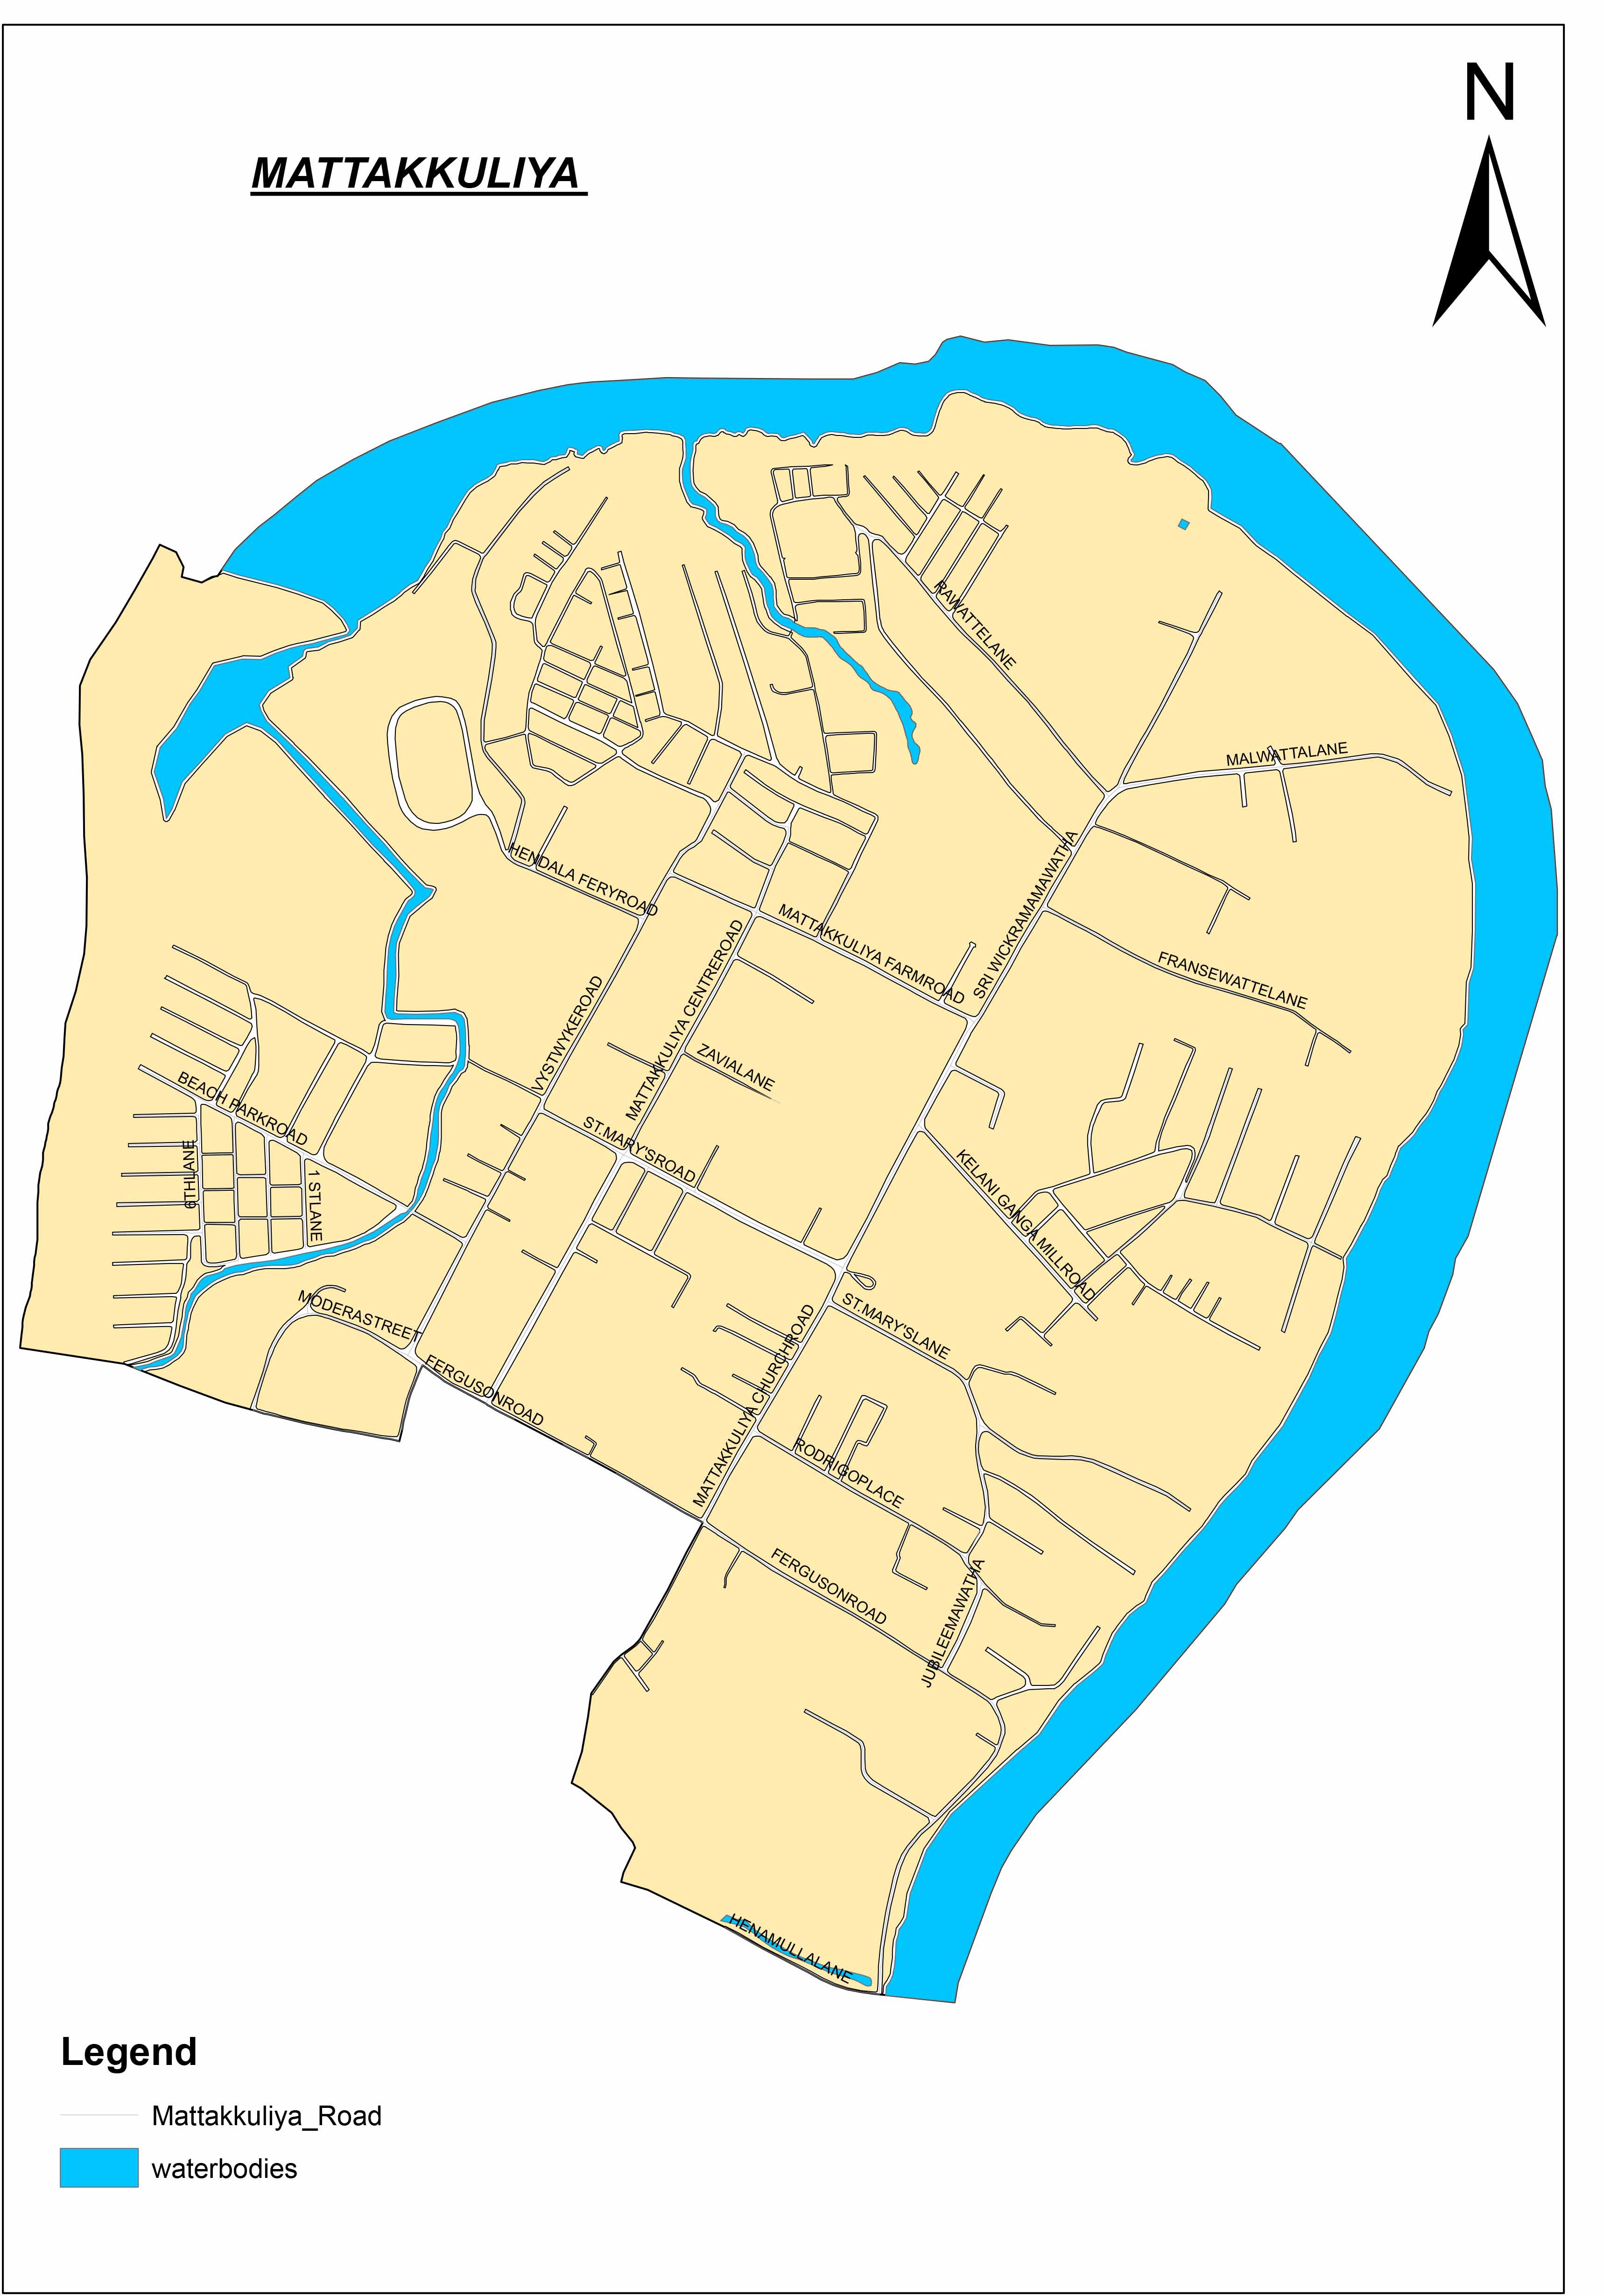 N
MATTAKKULIYA
RAWATTELANE
MALWATTALANE
HENDALA FERYROAD
SRI WICKRAMAMAWATHA
MATTAKKULIYA FARMROAD
MATTAKKULIYA CENTREROAD
FRANSEWATTELANE
VYSTWYKEROAD
ZAVIALANE
BEACH PARKROAD
ST.MARY'SROAD
6THLANE
1 STLANE
KELANI GANGA MILLROAD
MODERASTREET
ST.MARY'SLANE
FERGUSONROAD
MATTAKKULIYA CHURCHROAD
RODRIGOPLACE
FERGUSONROAD
JUBILEEMAWATHA
HENAMULLALANE
Legend
Mattakkuliya_Road
waterbodies